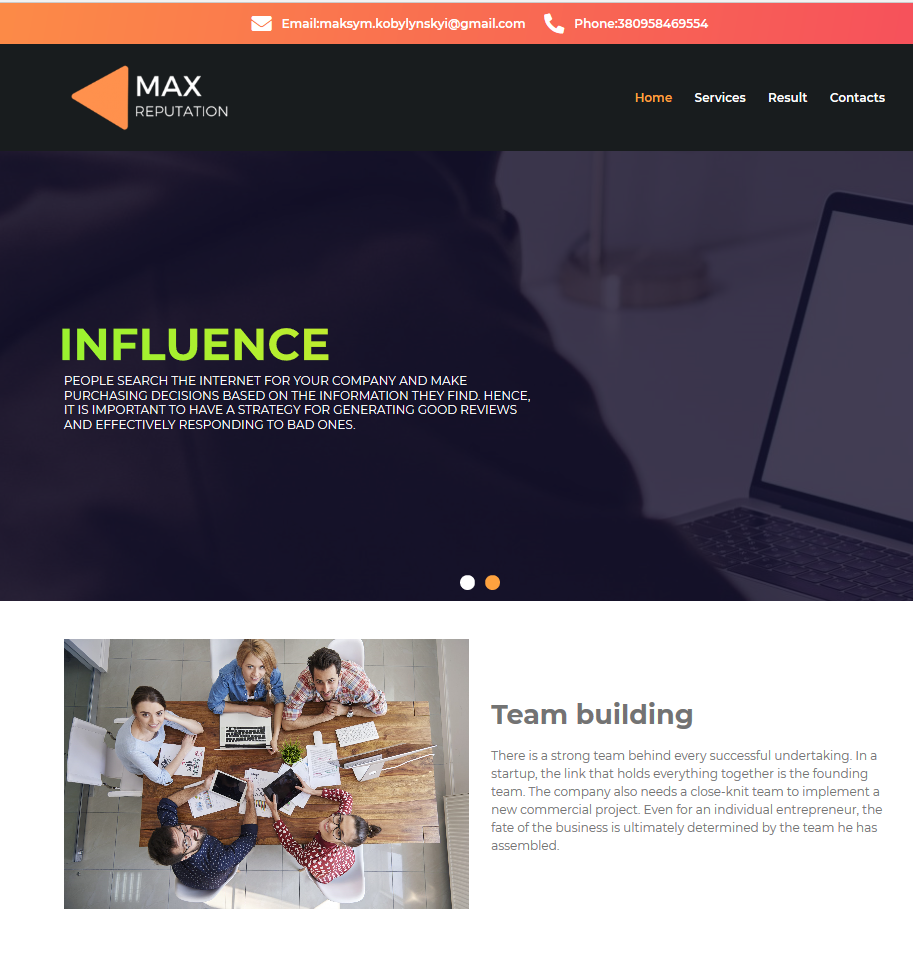 Email:maksym.kobylynskyi@gmail.com Phone:380958469554
MAX
REPUTATION
Home Services Result Contacts
INFLUENCE
PEOPLE SEARCH THE INTERNET FOR YOUR COMPANY AND MAKE
PURCHASING DECISIONS BASED ON THE INFORMATION THEY FIND. HENCE,
IT IS IMPORTANT TO HAVE A STRATEGY FOR GENERATING GOOD REVIEWS
AND EFFECTIVELY RESPONDING TO BAD ONES.
Team building
There is a strong team behind every successful undertaking. In a
startup, the link that holds everything together is the founding
team. The company also needs a close-knit team to implement a
new commercial project. Even for an individual entrepreneur, the
fate of the business is ultimately determined by the team he has
assembled.